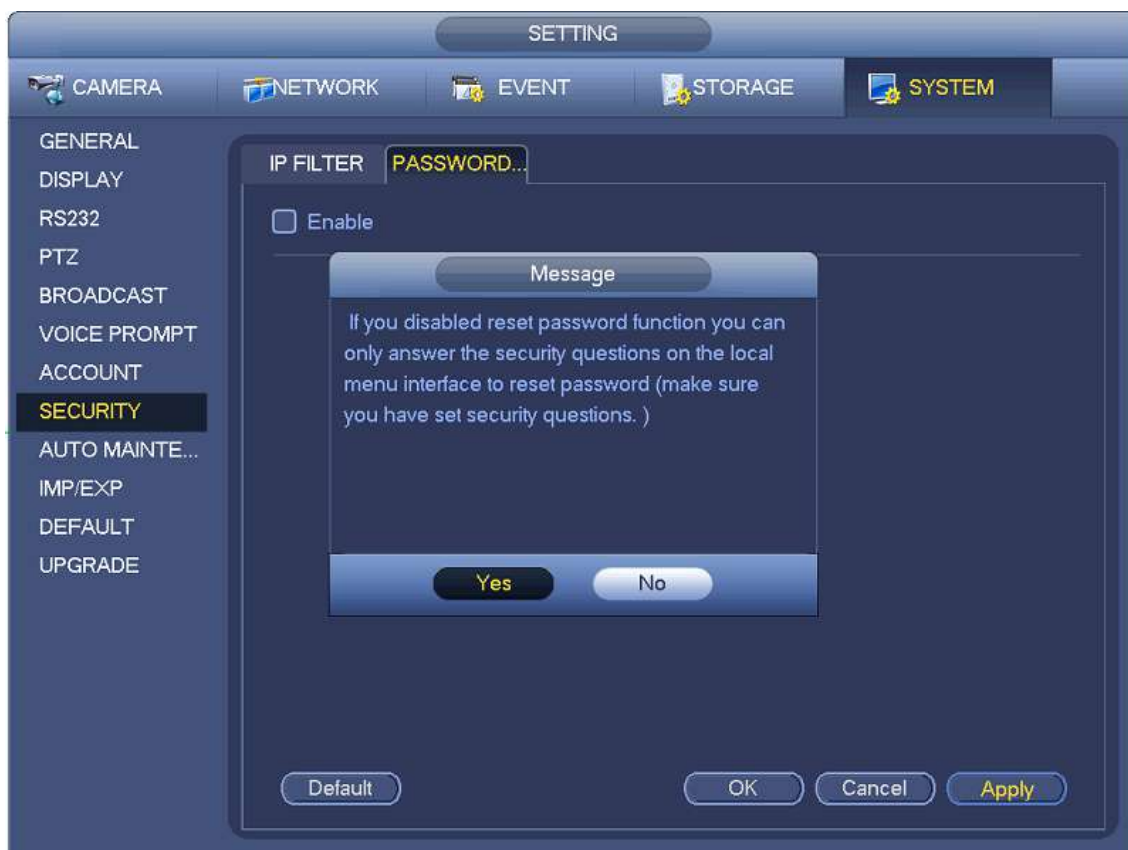 SETTING
CAMERA NETWORK EVENT STORAGE SYSTEM
GENERAL
DISPLAY
RS232
PTZ
BROADCAST
VOICE PROMPT
ACCOUNT
SECURITY
AUTO MAINTE...
IMP/EXP
DEFAULT
UPGRADE
IP FILTER PASSWORD...
Enable
Message
If you disabled reset password function you can
only answer the security questions on the local
menu interface to reset password (make sure
you have set security questions. )
Yes No
Default OK Cancel Apply